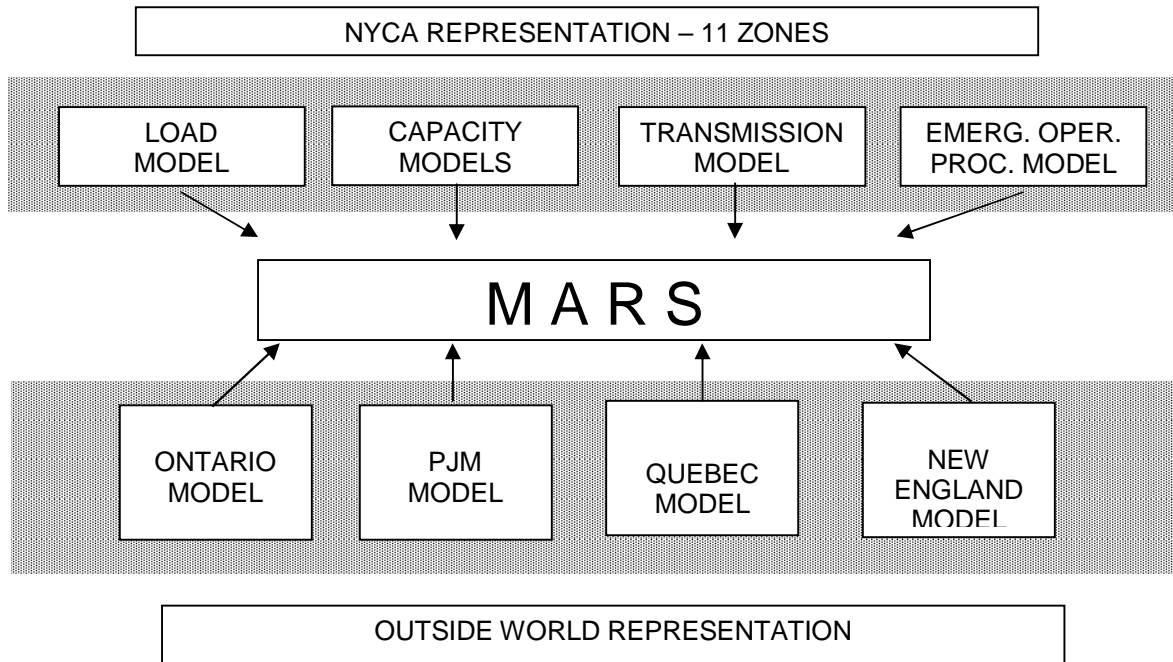 NYCA REPRESENTATION – 11 ZONES
LOAD
MODEL
CAPACITY
MODELS
TRANSMISSION
MODEL
EMERG. OPER.
PROC. MODEL
M A R S
ONTARIO
MODEL
PJM
MODEL
QUEBEC
MODEL
NEW
ENGLAND
MODEL
OUTSIDE WORLD REPRESENTATION